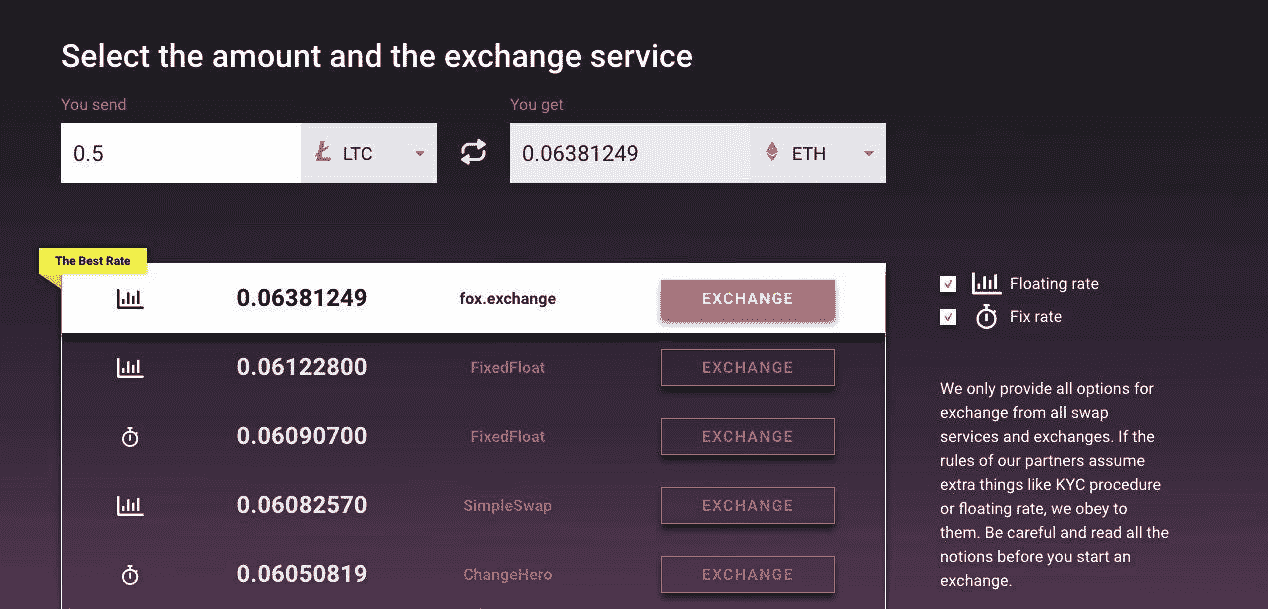 Select the amount and the exchange service
You send
You get
0.5
LTC
0.06381249
ETH
The Best Rate
0.06381249 fox.exchange EXCHANGE
0.06122800 FixedFloat EXCHANGE
0.06090700 FixedFloat EXCHANGE
0.06082570 SimpleSwap EXCHANGE
0.06050819 ChangeHero EXCHANGE
Floating rate
Fix rate
We only provide all options for
exchange from all swap
services and exchanges. If the
rules of our partners assume
extra things like KYC procedure
or floating rate, we obey to
them. Be careful and read all the
notions before you start an
exchange.